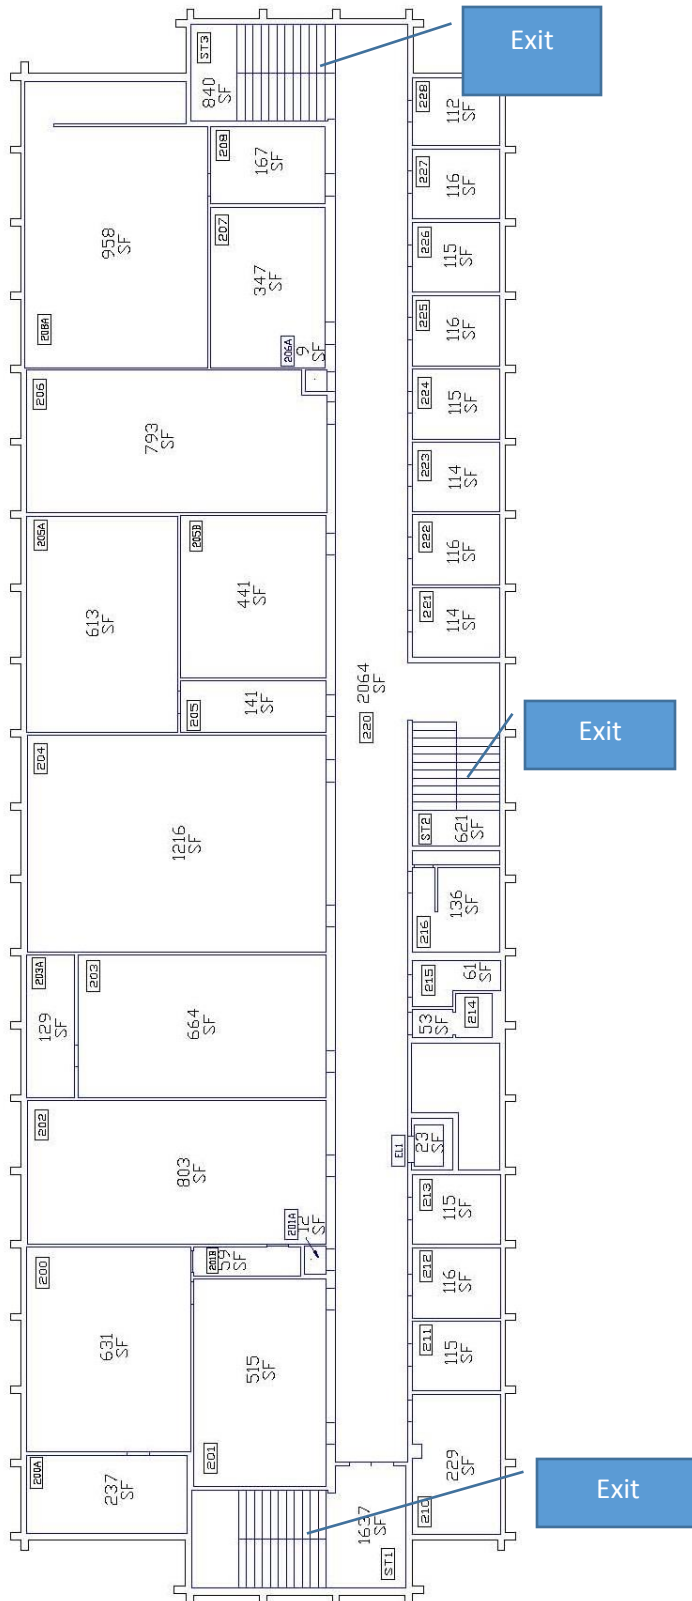 Exit
ST3
840
SF
228
112
SF
208
167
SF
227
116
SF
207
347
SF
226
115
SF
958
SF
208A
225
116
SF
206A
9
SF
206
793
SF
224
115
SF
223
114
SF
205A
613
SF
205B
441
SF
222
116
SF
221
114
SF
205
141
SF
2064
SF
220
Exit
204
1216
SF
ST2
621
SF
216
136
SF
203A
129
SF
203
664
SF
215
61
SF
214
53
SF
202
803
SF
EL1
23
SF
213
115
SF
201A
12
SF
201B
59
SF
200
631
SF
212
116
SF
211
115
SF
515
SF
201
200A
237
SF
229
SF
210
1637
SF
ST1
Exit